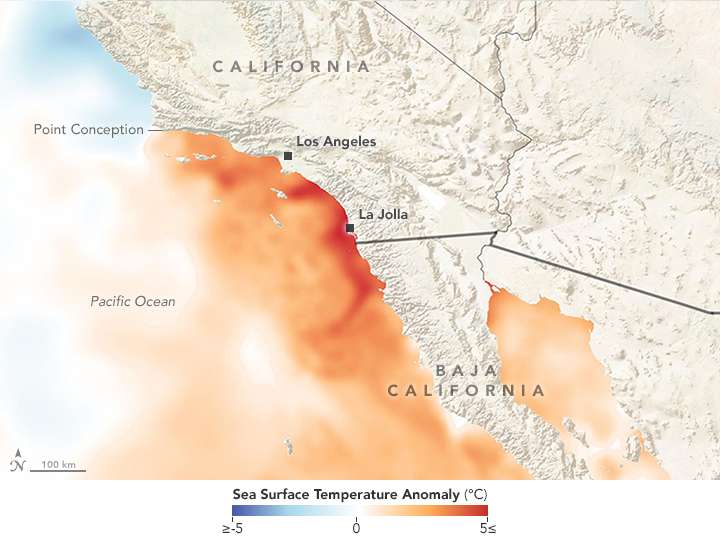 CALIFORNIA
Point Conception
Los Angeles
La Jolla
Pacific Ocean
BAJA
CALIFORNIA
N
100 km
Sea Surface Temperature Anomaly (°C)
≥-5 0 5≤